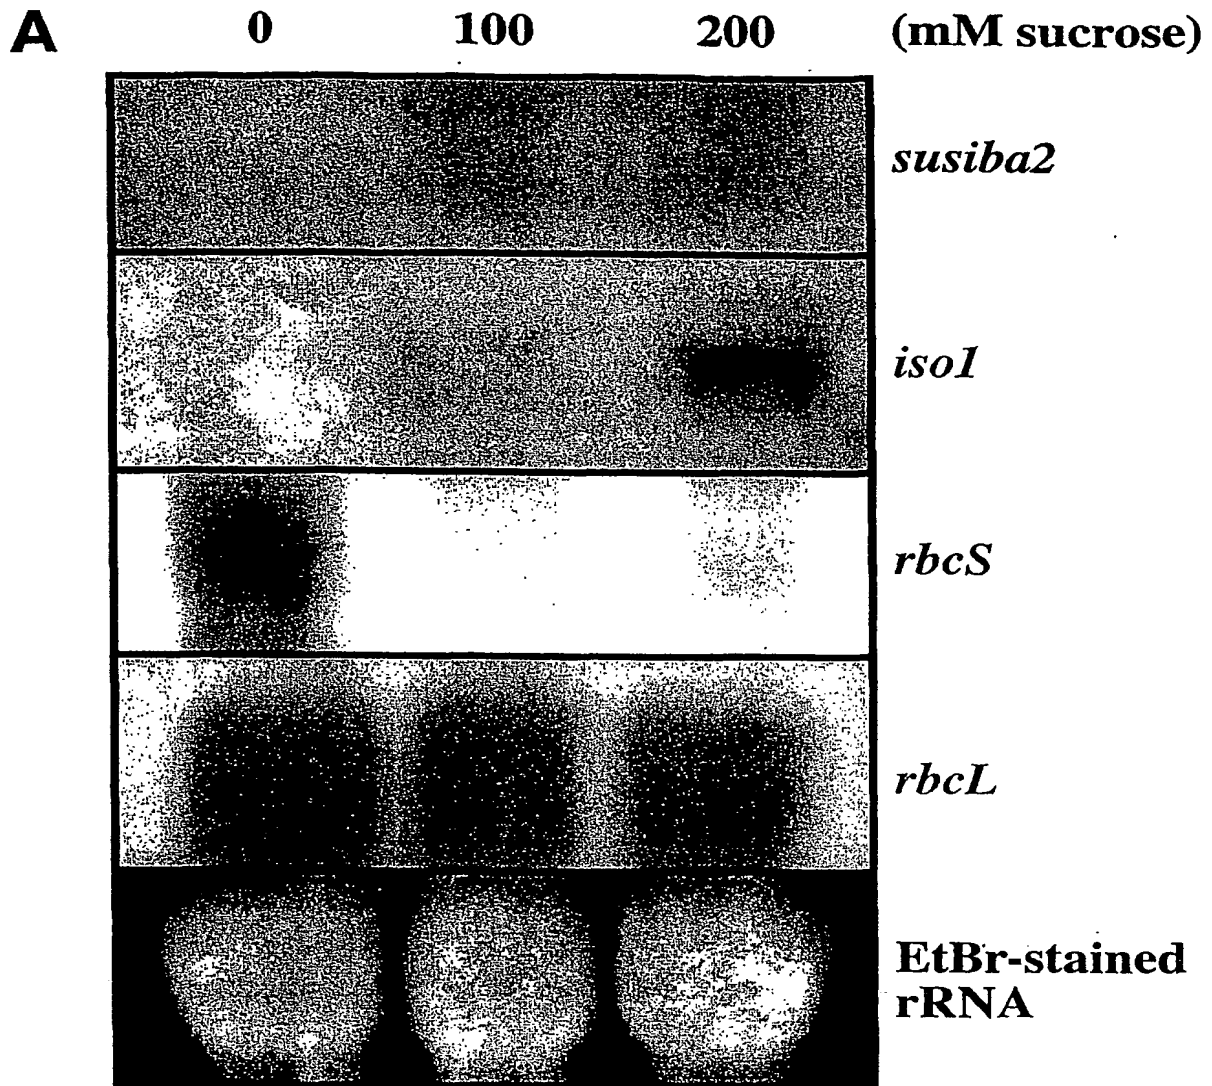 A 0 100 200 (mM sucrose)
susiba2
iso1
rbcS
rbcL
EtBr-stained
rRNA